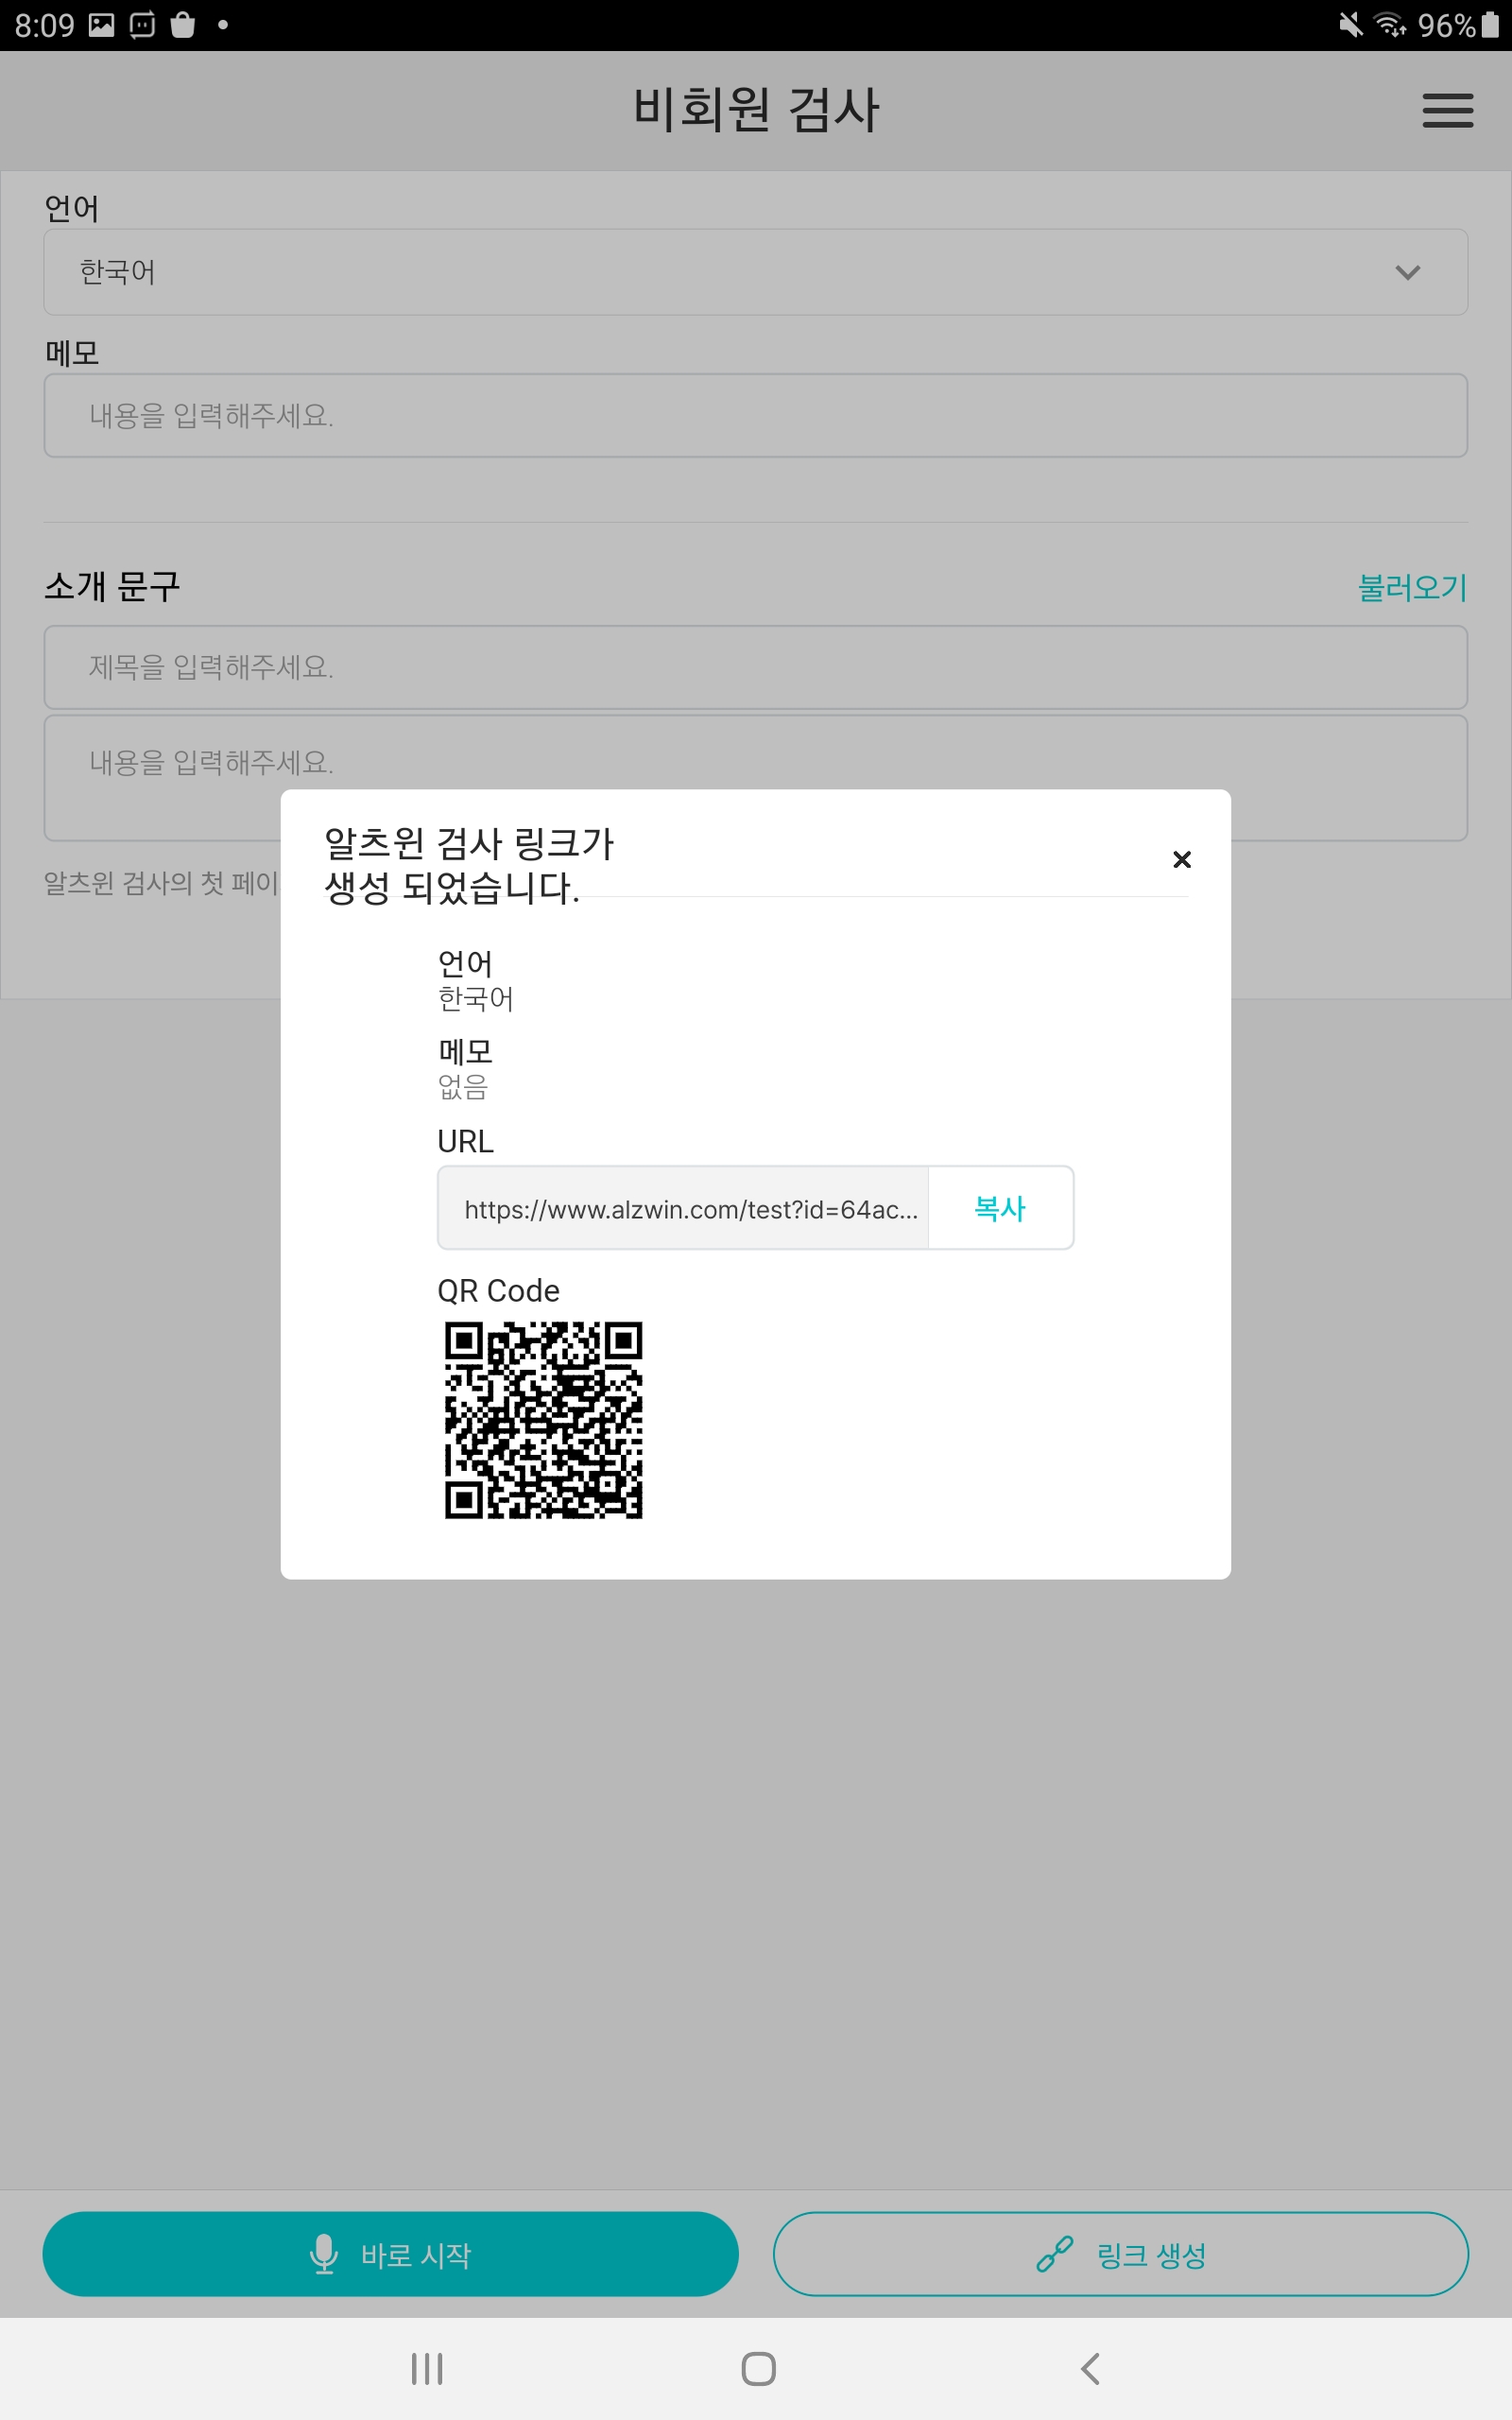 8:09
96%
비회원 검사
언어
한국어
메모
내용을 입력해주세요.
소개 문구
불러오기
제목을 입력해주세요.
내용을 입력해주세요.
알츠윈 검사의 첫 페이
알츠윈 검사 링크가
생성 되었습니다.
언어
한국어
메모
없음
URL
https://www.alzwin.com/test?id=64ac...
복사
QR Code
바로 시작
링크 생성